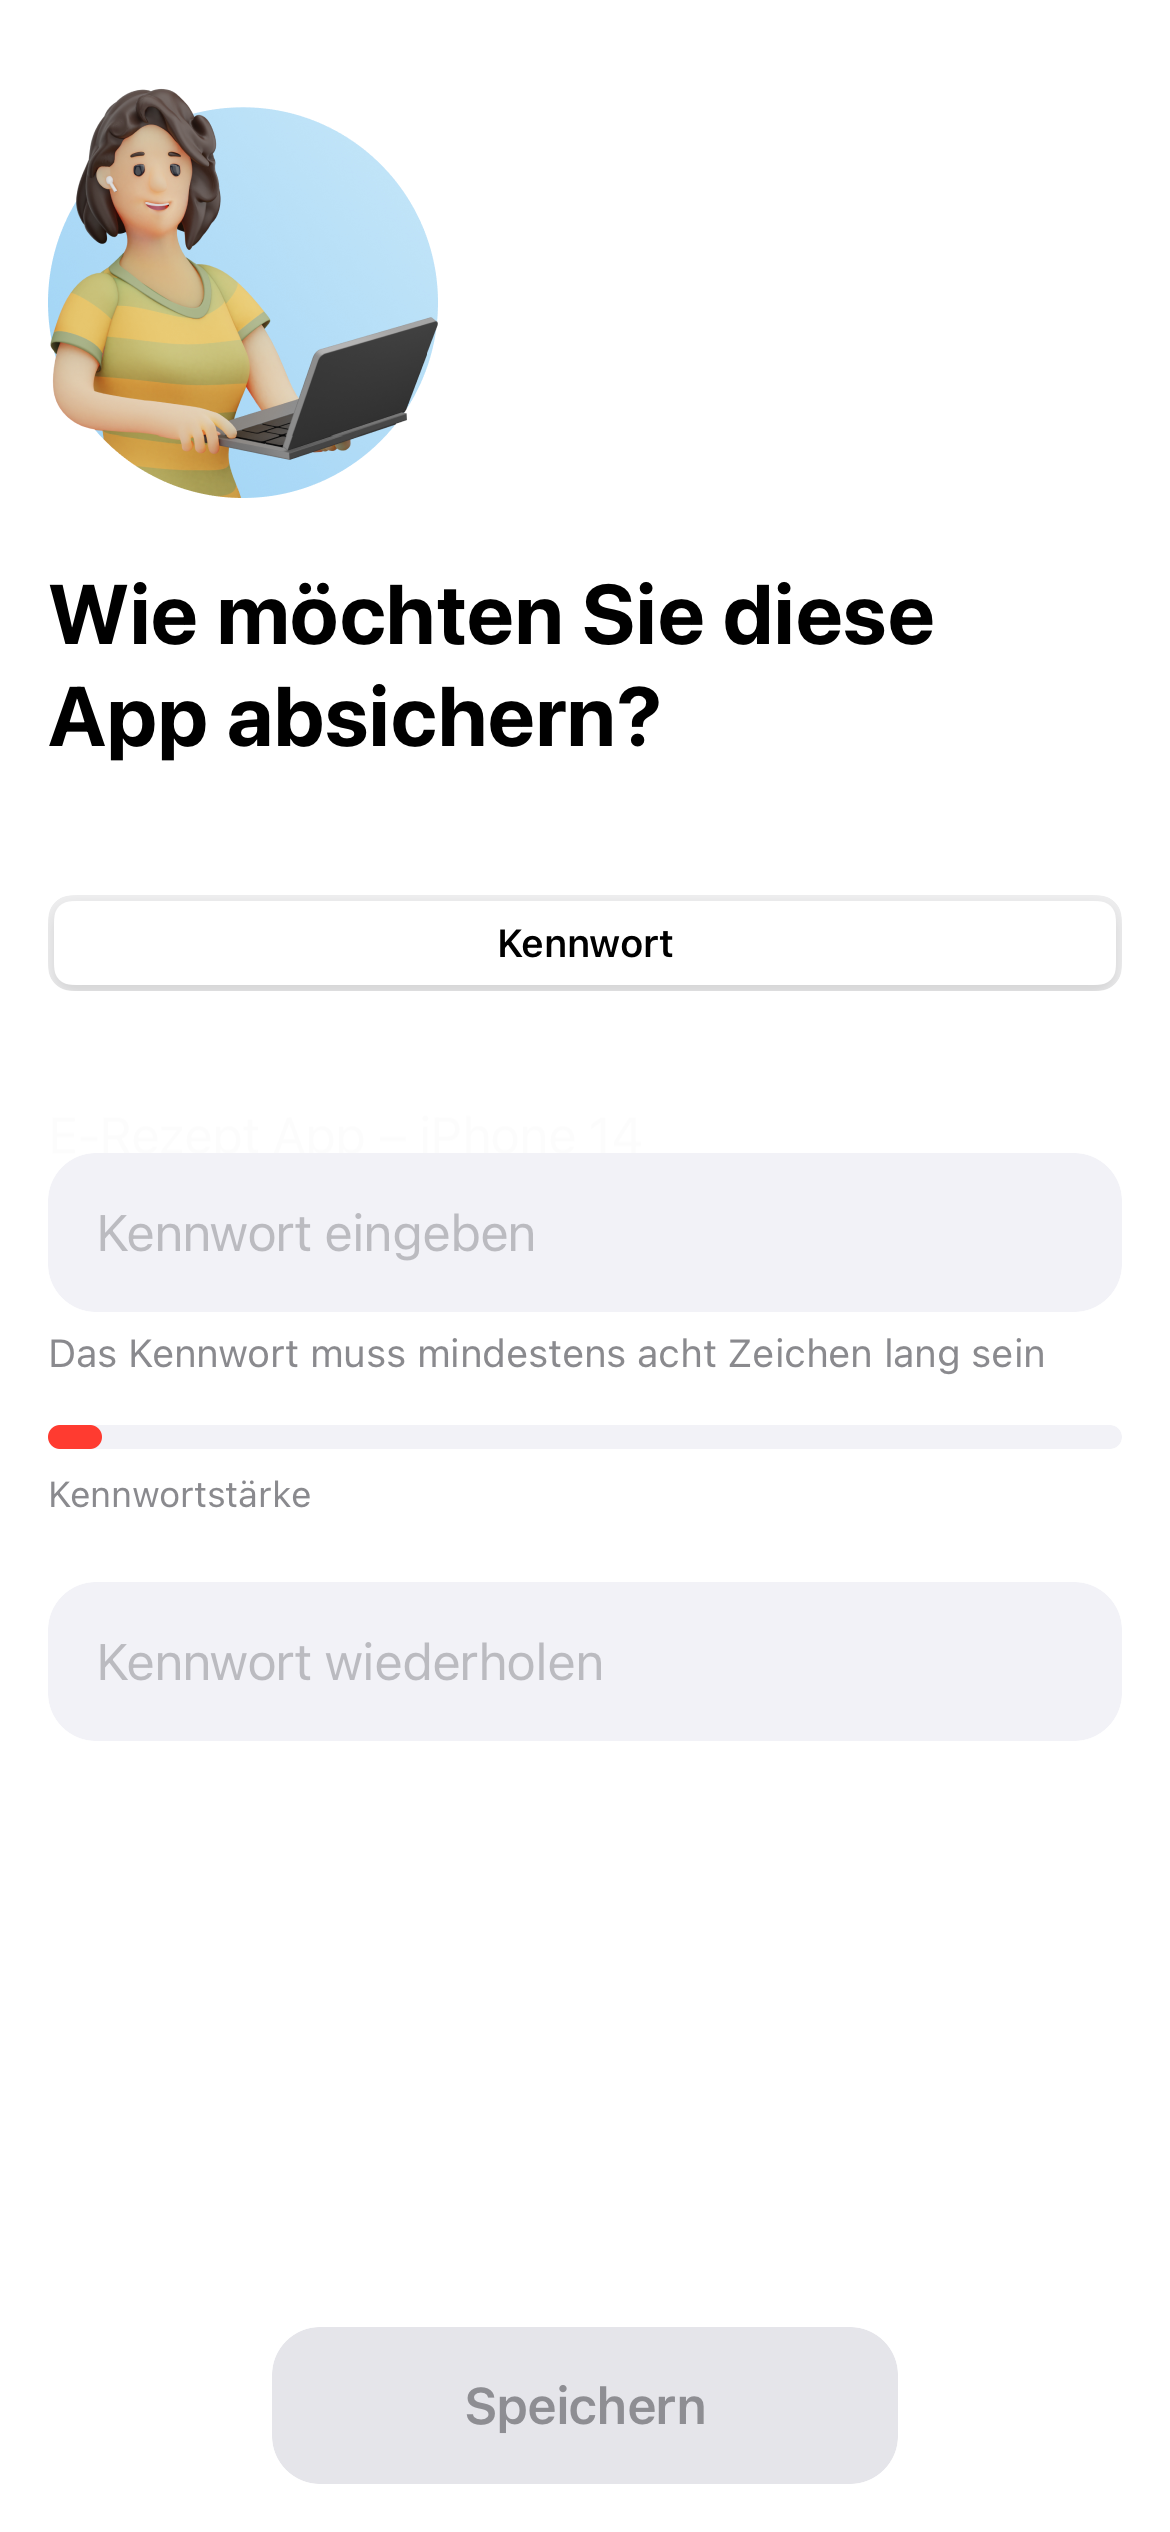 Wie möchten Sie diese
App absichern?
Kennwort
E-Rezept App – iPhone 14
Kennwort eingeben
Das Kennwort muss mindestens acht Zeichen lang sein
Kennwortstärke
Kennwort wiederholen
Speichern